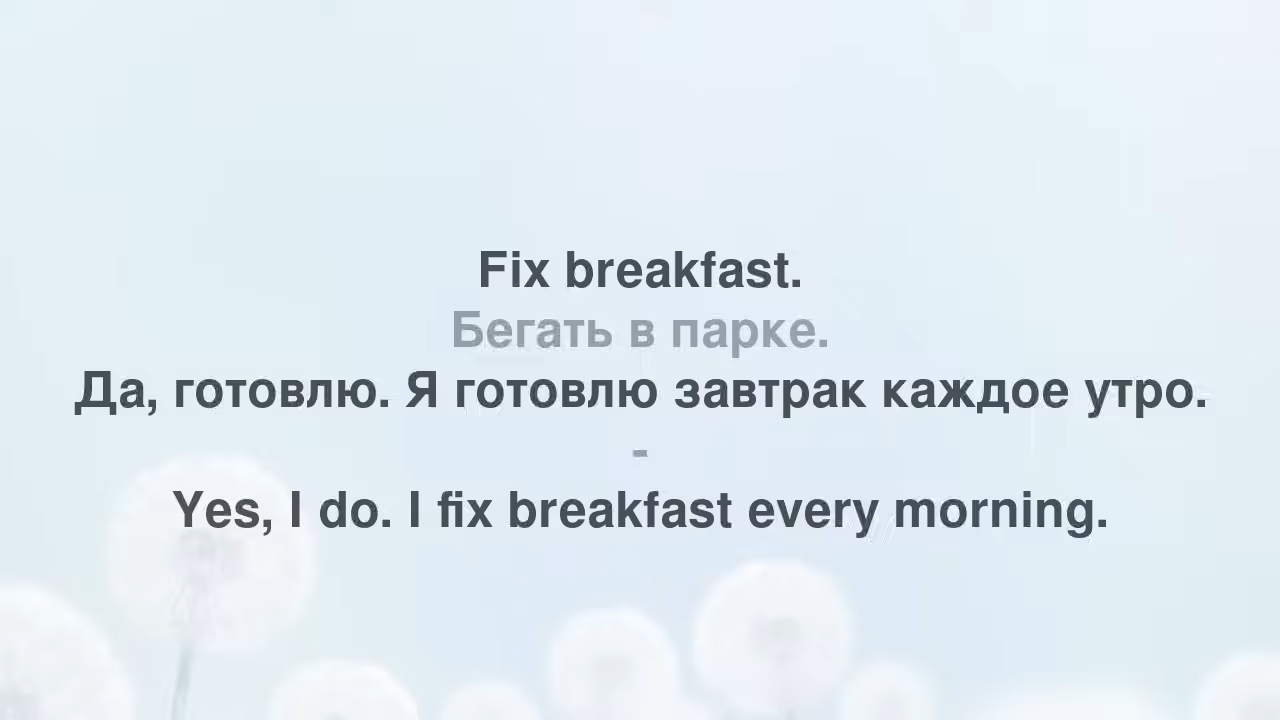 Fix breakfast.
Бегать в парке.
Да, готовлю. Я готовлю завтрак каждое утро.
-
Yes, I do. I fix breakfast every morning.